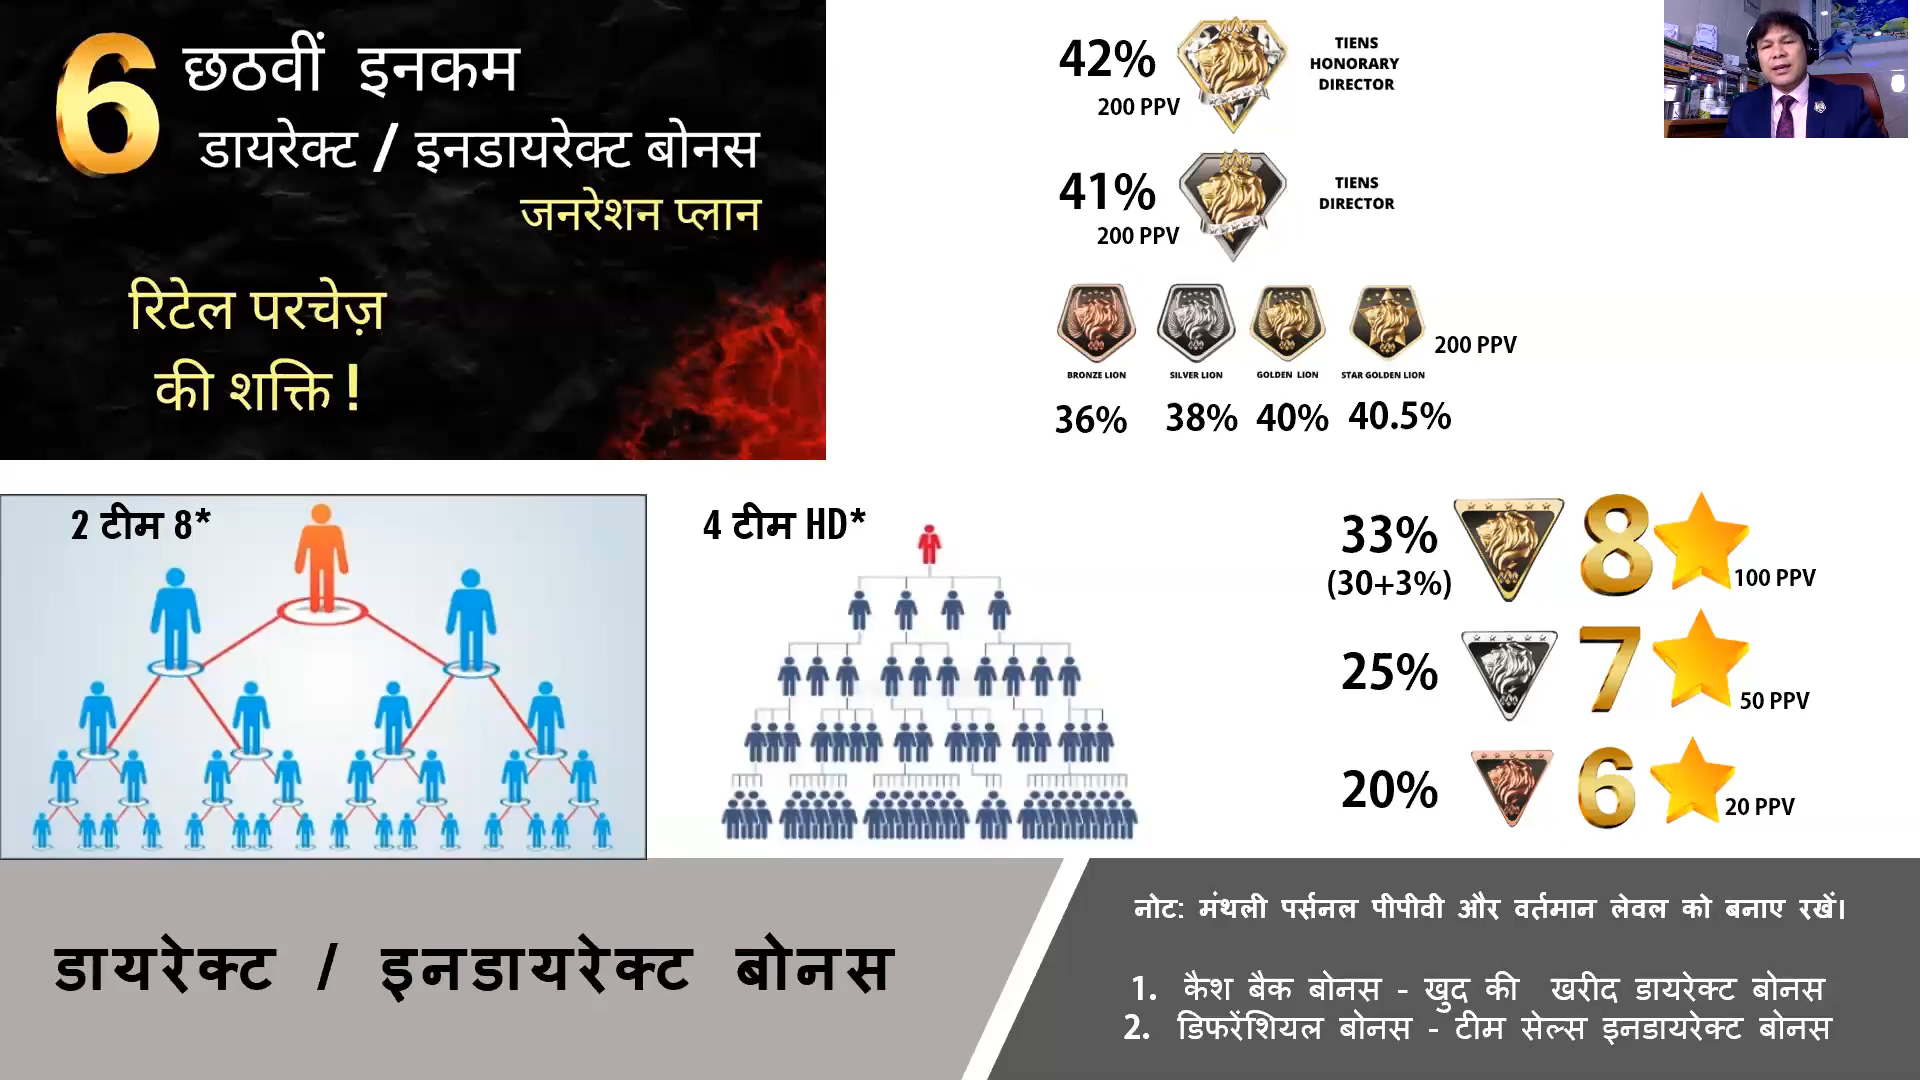 6
छठवीं इनकम
डायरेक्ट / इनडायरेक्ट बोनस
जनरेशन प्लान
रिटेल परचेज़
की शक्ति !
42%
200 PPV
TIENS
HONORARY
DIRECTOR
41%
200 PPV
TIENS
DIRECTOR
BRONZE LION
SILVER LION
GOLDEN LION
STAR GOLDEN LION
200 PPV
36%
38%
40%
40.5%
2 टीम 8*
4 टीम HD*
33%
(30+3%)
8
100 PPV
25%
7
50 PPV
20%
6
20 PPV
डायरेक्ट / इनडायरेक्ट बोनस
नोट: मंथली पर्सनल पीपीवी और वर्तमान लेवल को बनाए रखें।
1. कैश बैक बोनस - खुद की खरीद डायरेक्ट बोनस
2. डिफरेंशियल बोनस - टीम सेल्स इनडायरेक्ट बोनस